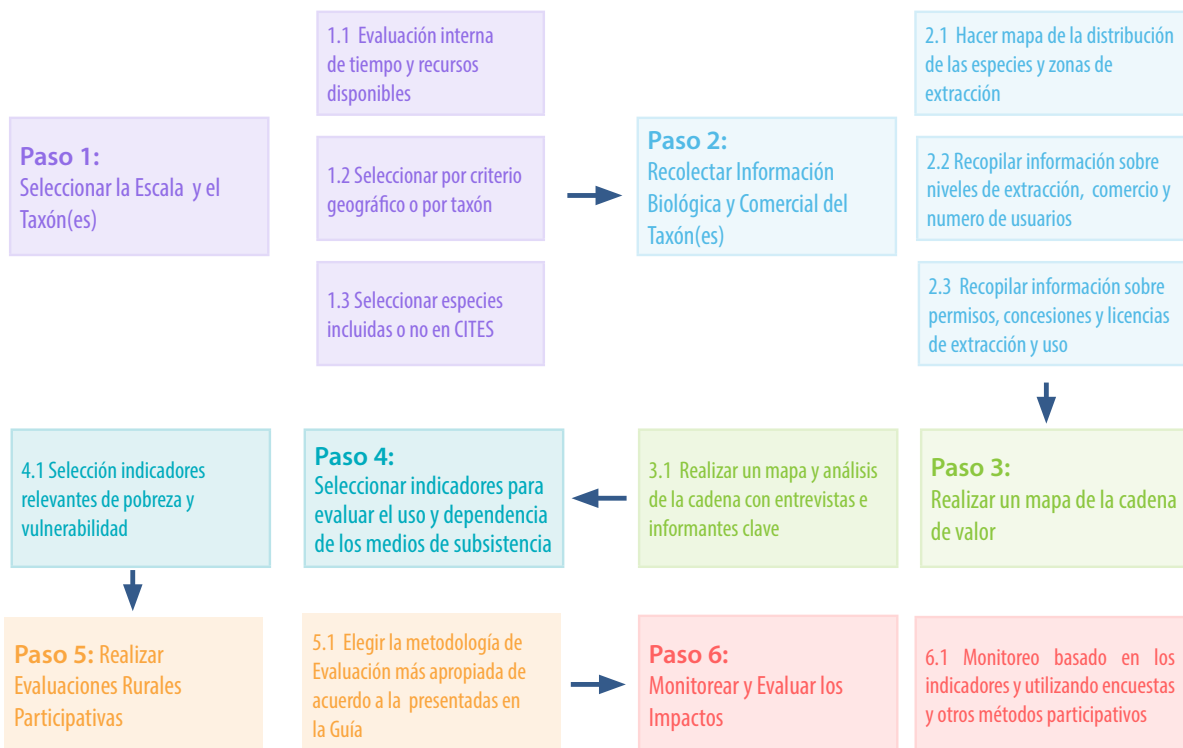 Paso 1:
Seleccionar la Escala y el
Taxón(es)
1.1 Evaluación interna
de tiempo y recursos
disponibles
1.2 Seleccionar por criterio
geográfico o por taxón
1.3 Seleccionar especies
incluidas o no en CITES
Paso 2:
Recolectar Información
Biológica y Comercial del
Taxón(es)
2.1 Hacer mapa de la distribución
de las especies y zonas de
extracción
2.2 Recopilar información sobre
niveles de extracción, comercio y
numero de usuarios
2.3 Recopilar información sobre
permisos, concesiones y licencias
de extracción y uso
Paso 3:
Realizar un mapa de la cadena
de valor
3.1 Realizar un mapa y análisis
de la cadena con entrevistas e
informantes clave
Paso 4:
Seleccionar indicadores para
evaluar el uso y dependencia
de los medios de subsistencia
4.1 Selección indicadores
relevantes de pobreza y
vulnerabilidad
Paso 5: Realizar
Evaluaciones Rurales
Participativas
5.1 Elegir la metodología de
Evaluación más apropiada de
acuerdo a la presentadas en
la Guía
Paso 6:
Monitorear y Evaluar los
Impactos
6.1 Monitoreo basado en los
indicadores y utilizando encuestas
y otros métodos participativos